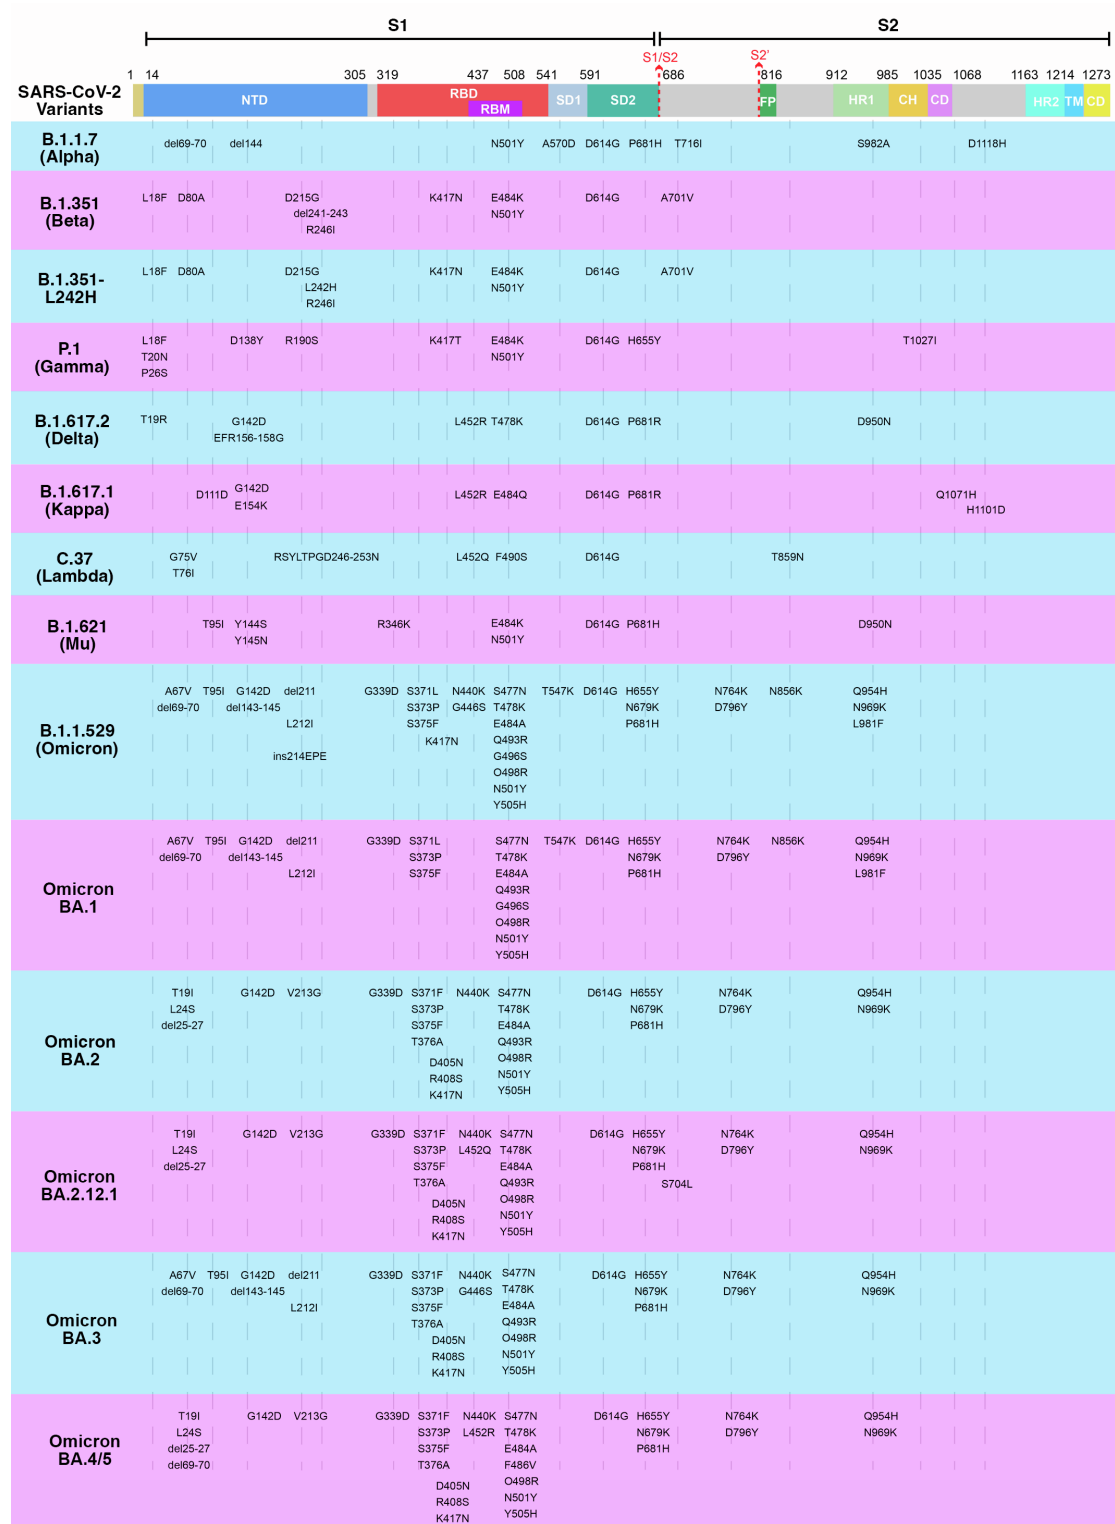 S1 S2
S1/S2 S2'
1 14 305 319 437 508 541 591 686 816 912 985 1035 1068 1163 1214 1273
SARS-CoV-2
Variants
NTD RBD RBM SD1 SD2 FP HR1 CH CD HR2 TM CD
B.1.1.7
(Alpha)
del69-70 del144 N501Y A570D D614G P681H T716I S982A D1118H
B.1.351
(Beta)
L18F D80A D215G K417N E484K D614G A701V
del241-243 N501Y
R246I
B.1.351-
L242H
L18F D80A D215G K417N E484K D614G A701V
L242H N501Y
R246I
P.1
(Gamma)
L18F D138Y R190S K417T E484K D614G H655Y T1027I
T20N N501Y
P26S
B.1.617.2
(Delta)
T19R G142D L452R T478K D614G P681R D950N
EFR156-158G
B.1.617.1
(Kappa)
D111D G142D L452R E484Q D614G P681R Q1071H
E154K H1101D
C.37
(Lambda)
G75V RSYLTPGD246-253N L452Q F490S D614G T859N
T76I
B.1.621
(Mu)
T95I Y144S R346K E484K D614G P681H D950N
Y145N N501Y
B.1.1.529
(Omicron)
A67V T95I G142D del211 G339D S371L N440K S477N T547K D614G H655Y N764K N856K Q954H
del69-70 del143-145 S373P G446S T478K N679K D796Y N969K
L212I S375F E484A P681H L981F
K417N Q493R
ins214EPE G496S
O498R
N501Y
Y505H
Omicron
BA.1
A67V T95I G142D del211 G339D S371L S477N T547K D614G H655Y N764K N856K Q954H
del69-70 del143-145 S373P T478K N679K D796Y N969K
L212I S375F E484A P681H L981F
Q493R
G496S
O498R
N501Y
Y505H
Omicron
BA.2
T19I G142D V213G G339D S371F N440K S477N D614G H655Y N764K Q954H
L24S S373P T478K N679K D796Y N969K
del25-27 S375F E484A P681H
T376A Q493R
D405N O498R
R408S N501Y
K417N Y505H
Omicron
BA.2.12.1
T19I G142D V213G G339D S371F N440K S477N D614G H655Y N764K Q954H
L24S S373P L452Q T478K N679K D796Y N969K
del25-27 S375F E484A P681H
T376A Q493R S704L
D405N O498R
R408S N501Y
K417N Y505H
Omicron
BA.3
A67V T95I G142D del211 G339D S371F N440K S477N D614G H655Y N764K Q954H
del69-70 del143-145 S373P G446S T478K N679K D796Y N969K
L212I S375F E484A P681H
T376A Q493R
D405N O498R
R408S N501Y
K417N Y505H
Omicron
BA.4/5
T19I G142D V213G G339D S371F N440K S477N D614G H655Y N764K Q954H
L24S S373P L452R T478K N679K D796Y N969K
del25-27 S375F E484A P681H
del69-70 T376A F486V
D405N O498R
R408S N501Y
K417N Y505H